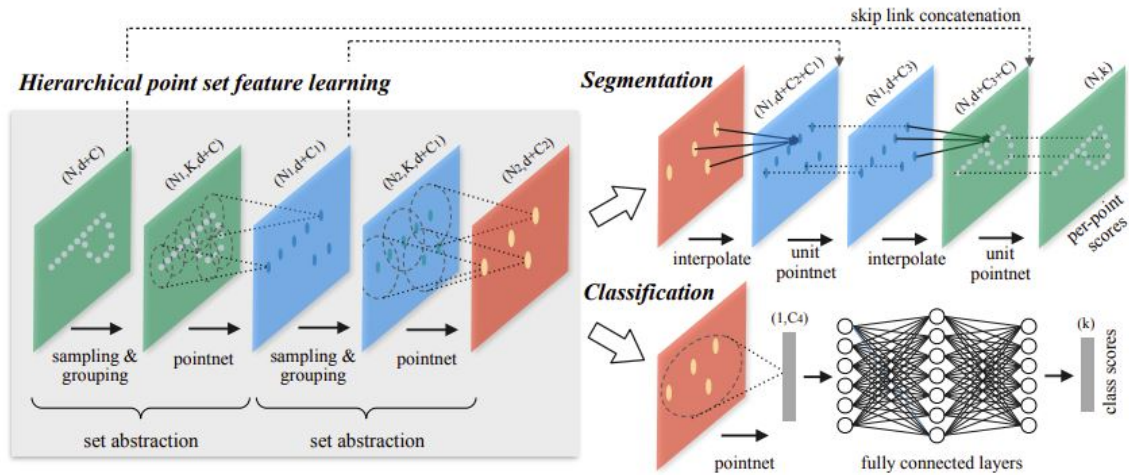 skip link concatenation
Hierarchical point set feature learning
(N,d+C)
(N1,K,d+C)
(N1,d+C1)
(N2,K,d+C1)
(N2,d+C2)
sampling &
grouping
pointnet
sampling &
grouping
pointnet
set abstraction
set abstraction
Segmentation
(N1,d+C2+C1)
(N1,d+C3)
(N,d+C3+C)
(N,k)
per-point
scores
interpolate
unit
pointnet
interpolate
unit
pointnet
Classification
(1,C4)
(k)
class scores
pointnet
fully connected layers